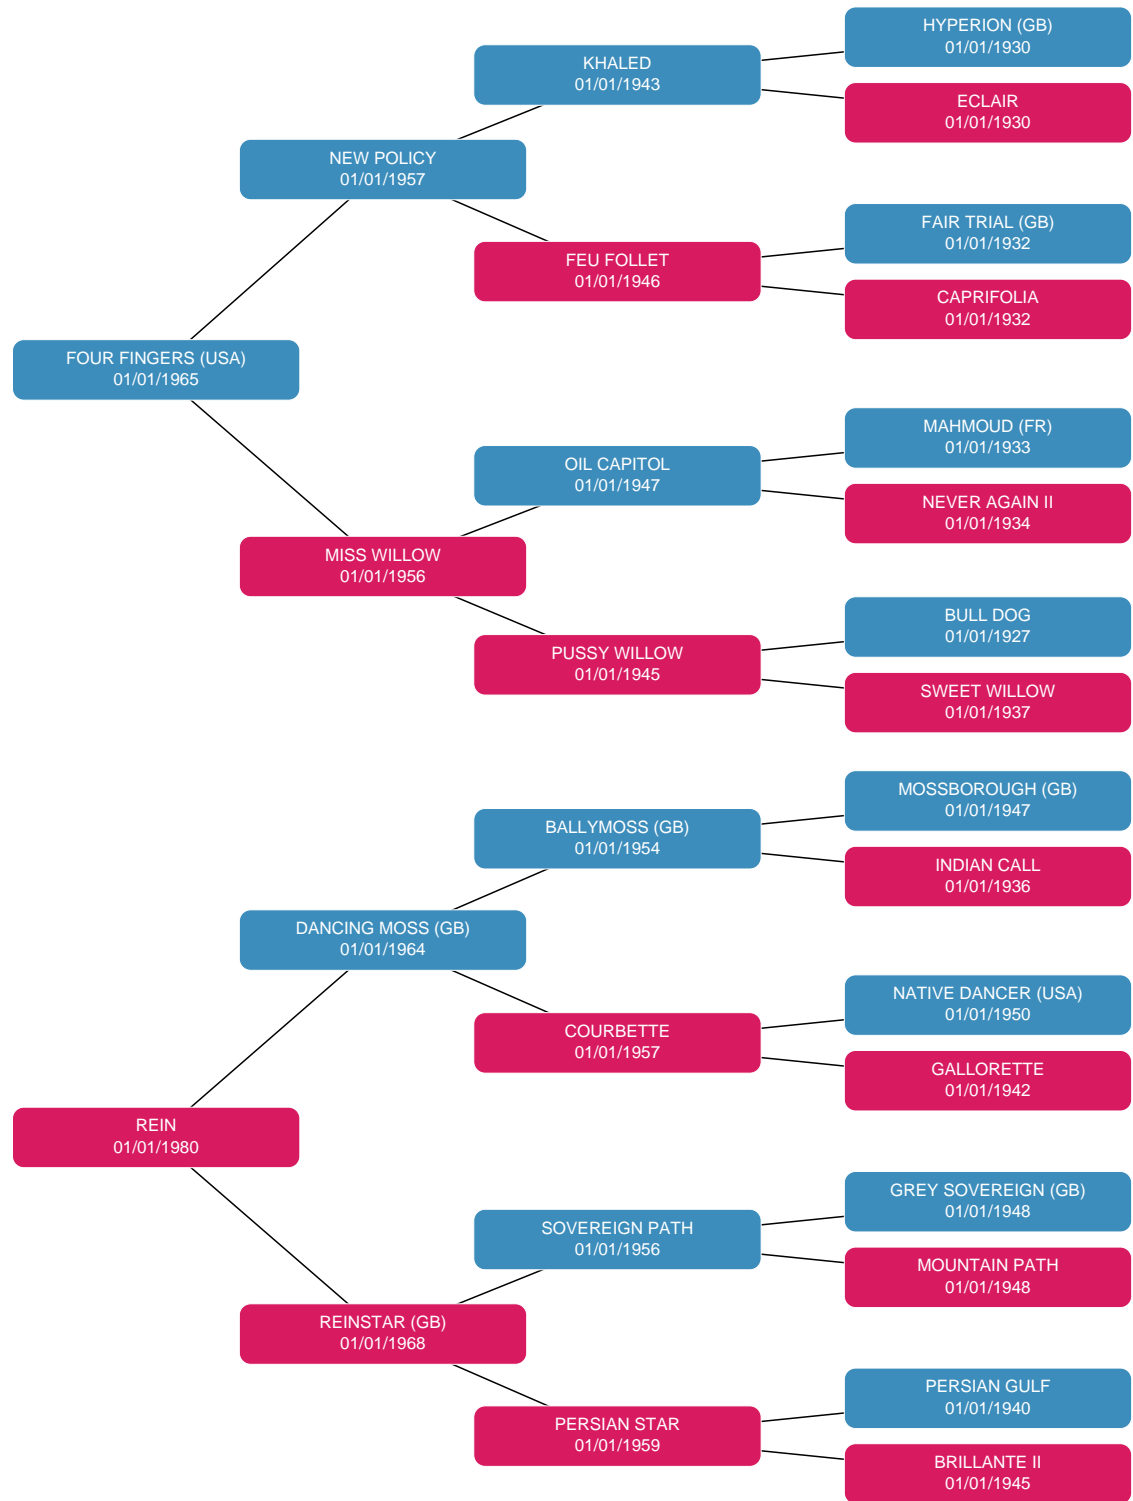 HYPERION (GB)
01/01/1930
KHALED
01/01/1943
ECLAIR
01/01/1930
NEW POLICY
01/01/1957
FAIR TRIAL (GB)
01/01/1932
FEU FOLLET
01/01/1946
CAPRIFOLIA
01/01/1932
FOUR FINGERS (USA)
01/01/1965
MAHMOUD (FR)
01/01/1933
OIL CAPITOL
01/01/1947
NEVER AGAIN II
01/01/1934
MISS WILLOW
01/01/1956
BULL DOG
01/01/1927
PUSSY WILLOW
01/01/1945
SWEET WILLOW
01/01/1937
MOSSBOROUGH (GB)
01/01/1947
BALLYMOSS (GB)
01/01/1954
INDIAN CALL
01/01/1936
DANCING MOSS (GB)
01/01/1964
NATIVE DANCER (USA)
01/01/1950
COURBETTE
01/01/1957
GALLORETTE
01/01/1942
REIN
01/01/1980
GREY SOVEREIGN (GB)
01/01/1948
SOVEREIGN PATH
01/01/1956
MOUNTAIN PATH
01/01/1948
REINSTAR (GB)
01/01/1968
PERSIAN GULF
01/01/1940
PERSIAN STAR
01/01/1959
BRILLANTE II
01/01/1945